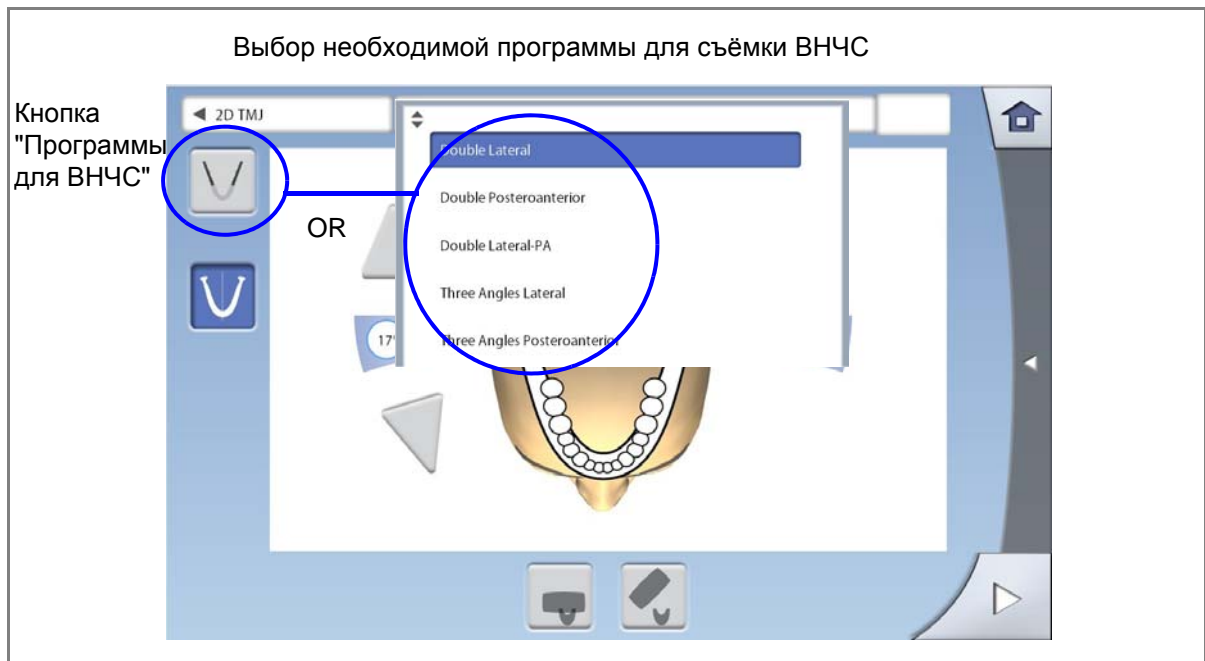 Выбор необходимой программы для съёмки ВНЧС
Кнопка
"Программы
для ВНЧС"
2D TMJ
Double Lateral
Double Posteroanterior
OR
Double Lateral-PA
Three Angles Lateral
17°
Three Angles Posteroanterior